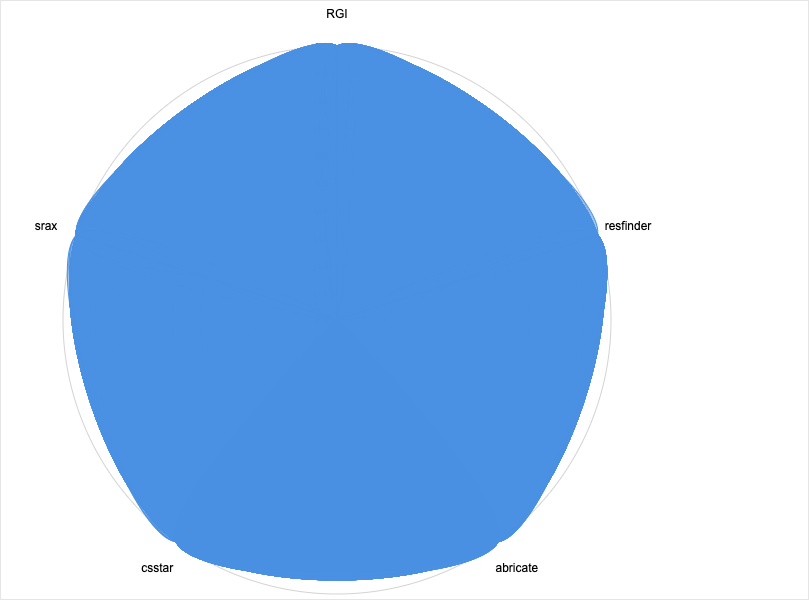 RGI
srax
resfinder
csstar
abricate